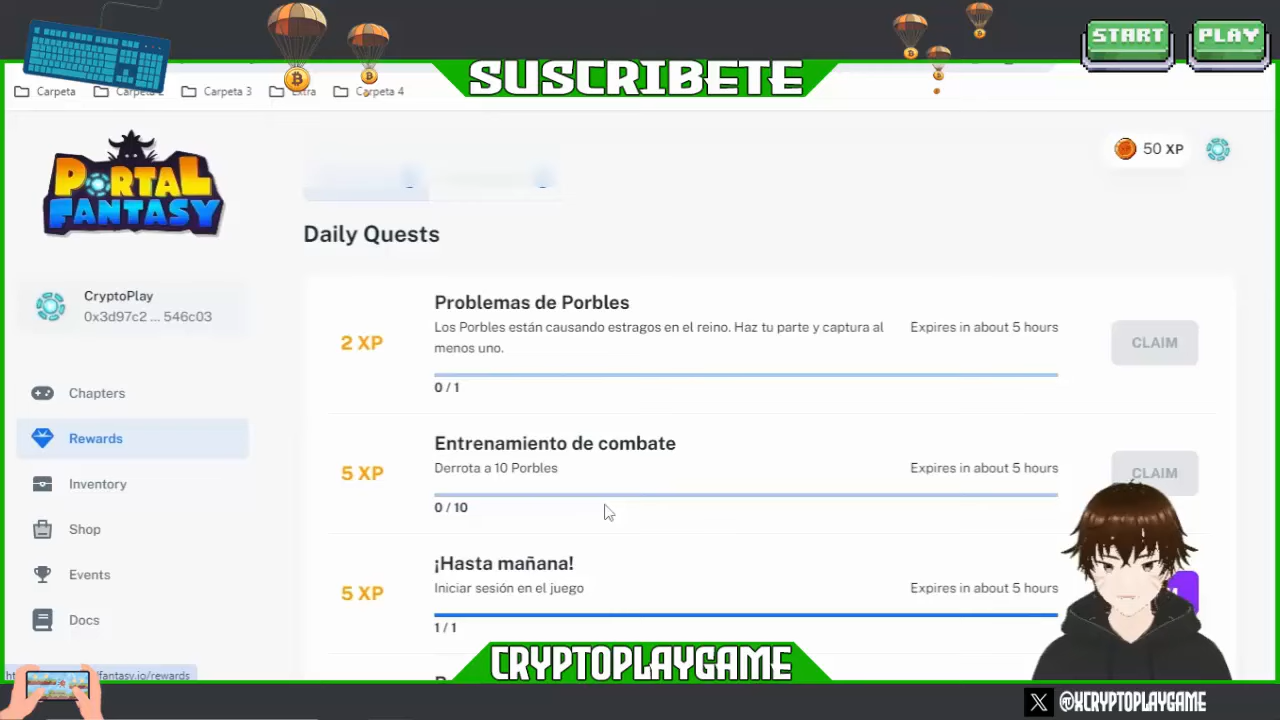 START
PLAY
SUSCRIBETE
Carpeta
Carpeta 3
Extra
Carpeta 4
PORTAL
FANTASY
50 XP
Daily Quests
CryptoPlay
0x3d97c2 ... 546c03
Chapters
Rewards
Inventory
Shop
Events
Docs
Problemas de Porbles
2 XP
Los Porbles están causando estragos en el reino. Haz tu parte y captura al
menos uno.
Expires in about 5 hours
CLAIM
0 / 1
Entrenamiento de combate
5 XP
Derrota a 10 Porbles
Expires in about 5 hours
CLAIM
0 / 10
¡Hasta mañana!
5 XP
Iniciar sesión en el juego
Expires in about 5 hours
1 / 1
fantasy.io/rewards
CRYPTOPLAYGAME
X @XCRYPTOPLAYGAME